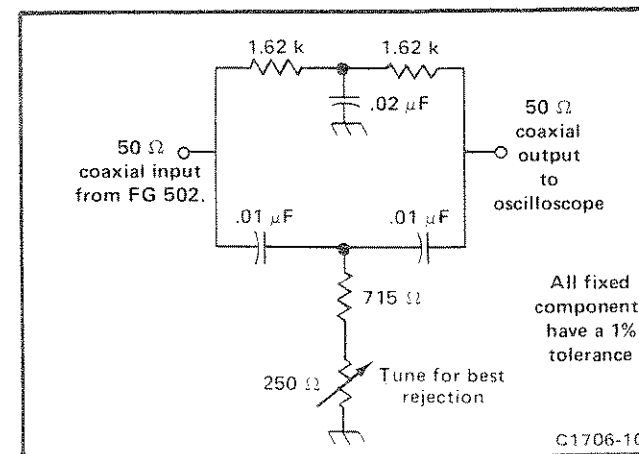 1.62 k
1.62 k
.02 µF
50 Ω
coaxial input
from FG 502.
50 Ω
coaxial
output
to
oscilloscope
.01 µF
.01 µF
715 Ω
All fixed
component
have a 1%
tolerance
250 Ω
Tune for best
rejection
C1706-10